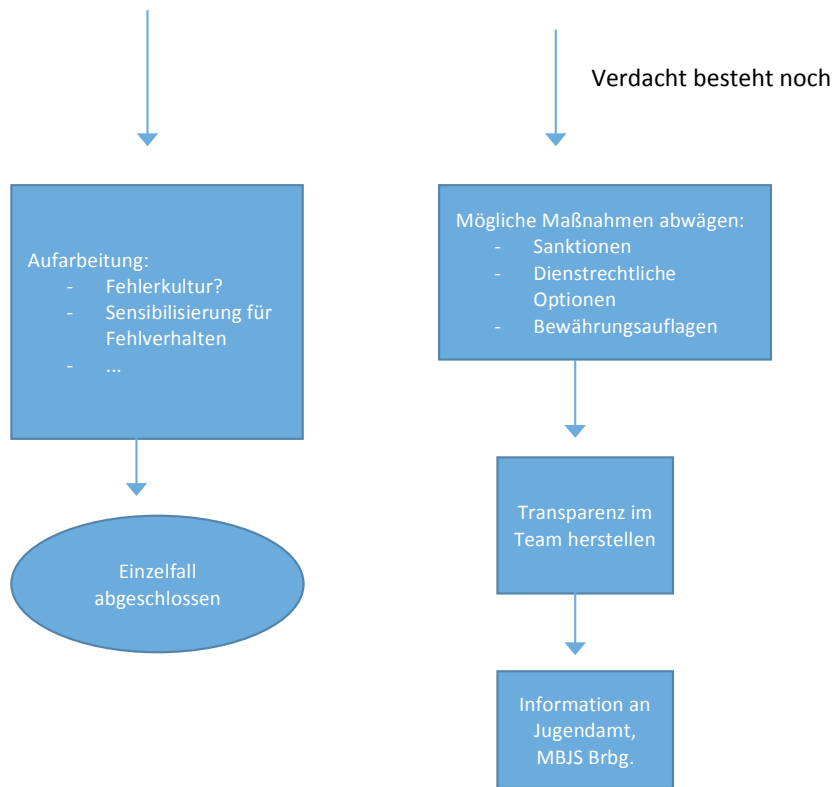 Verdacht besteht noch
Aufarbeitung:
- Fehlerkultur?
- Sensibilisierung für
Fehlverhalten
- ...
Einzelfall
abgeschlossen
Mögliche Maßnahmen abwägen:
- Sanktionen
- Dienstrechtliche
Optionen
- Bewährungsauflagen
Transparenz im
Team herstellen
Information an
Jugendamt,
MBJS Brbg.